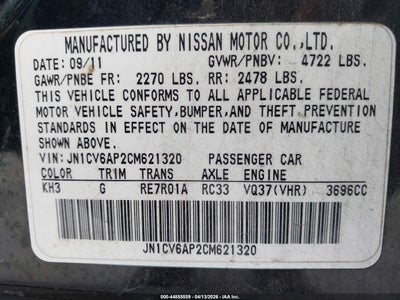 MANUFACTURED BY NISSAN MOTOR CO.,LTD.
DATE: 09/11 GVWR/PNBV: 4722 LBS.
GAWR/PNBE FR: 2270 LBS. RR: 2478 LBS.
THIS VEHICLE CONFORMS TO ALL APPLICABLE FEDERAL
MOTOR VEHICLE SAFETY, BUMPER, AND THEFT PREVENTION
STANDARDS IN EFFECT ON THE DATE OF MANUFACTURE
SHOWN ABOVE.
VIN: JN1CV6AP2CM621320 PASSENGER CAR
COLOR TRIM TRANS AXLE ENGINE
KH3 G RE7R01A RC33 VQ37(VHR) 3696CC
JN1CV6AP2CM621320
000-44855559 - 04/13/2026 - IAAI.COM